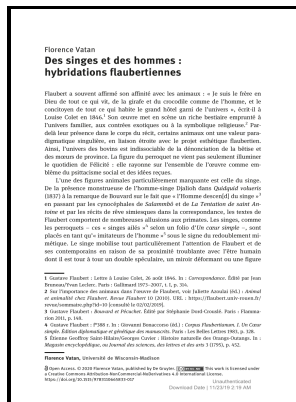 Florence Vatan
Des singes et des hommes :
hybridations flaubertiennes
Flaubert a souvent affirmé son affinité avec les animaux : « Je suis le frère en
Dieu de tout ce qui vit, de la girafe et du crocodile comme de l'homme, et le
concitoyen de tout ce qui habite le grand hôtel garni de l'univers », écrit-il à
Louise Colet en 1846.1 Son œuvre met en scène un riche bestiaire emprunté à
l'univers familier, aux contrées exotiques ou à la symbolique religieuse.2 Par-
delà leur présence dans le corps du récit, certains animaux ont une valeur para-
digmatique singulière, en liaison étroite avec le projet esthétique flaubertien.
Ainsi, l'univers des bovins est indissociable de la dénonciation de la bêtise et
des mœurs de province. La figure du perroquet ne vient pas seulement illuminer
le quotidien de Félicité : elle rayonne sur l'ensemble de l'œuvre comme em-
blème du psittacisme social et des idées reçues.
L'une des figures animales particulièrement marquante est celle du singe.
De la présence monstrueuse de l'homme-singe Djalioh dans Quidquid volueris
(1837) à la remarque de Bouvard sur le fait que « l'Homme descen[d] du singe »3
en passant par les cynocéphales de Salammbô et de La Tentation de saint An-
toine et par les récits de rêve simiesques dans la correspondance, les textes de
Flaubert comportent de nombreuses allusions aux primates. Les singes, comme
les perroquets – ces « singes ailés »4 selon un folio d'Un cœur simple –, sont
placés en tant qu'« imitateurs de l'homme »5 sous le signe du redoublement mi-
métique. Le singe mobilise tout particulièrement l'attention de Flaubert et de
ses contemporains en raison de sa proximité troublante avec l'être humain
dont il est tour à tour un double spéculaire, un miroir déformant ou une figure
1 Gustave Flaubert : Lettre à Louise Colet, 26 août 1846. In : Correspondance. Édité par Jean
Bruneau/Yvan Leclerc. Paris : Gallimard 1973–2007, t. I, p. 314.
2 Sur l'importance des animaux dans l'œuvre de Flaubert, voir Juliette Azoulai (éd.) : Animal
et animalité chez Flaubert. Revue Flaubert 10 (2010). URL : https://flaubert.univ-rouen.fr/
revue/sommaire.php?id=10 [consulté le 02/02/2019].
3 Gustave Flaubert : Bouvard et Pécuchet. Édité par Stéphanie Dord-Crouslé. Paris : Flamma-
rion 2011, p. 148.
4 Gustave Flaubert : F°388 r. In : Giovanni Bonaccorso (éd.) : Corpus Flaubertianum, I. Un Cœur
simple. Édition diplomatique et génétique des manuscrits. Paris : Les Belles Lettres 1983, p. 328.
5 Étienne Geoffroy Saint-Hilaire/Georges Cuvier : Histoire naturelle des Orangs-Outangs. In :
Magasin encyclopédique, ou Journal des sciences, des lettres et des arts 3 (1795), p. 452.
Florence Vatan, Université de Wisconsin-Madison
Open Access. © 2020 Florence Vatan, published by De Gruyter. This work is licensed under
a Creative Commons Attribution-NonCommercial-NoDerivatives 4.0 International License.
https://doi.org/10.1515/9783110641933-017
Unauthenticated
Download Date | 11/23/19 2:19 AM